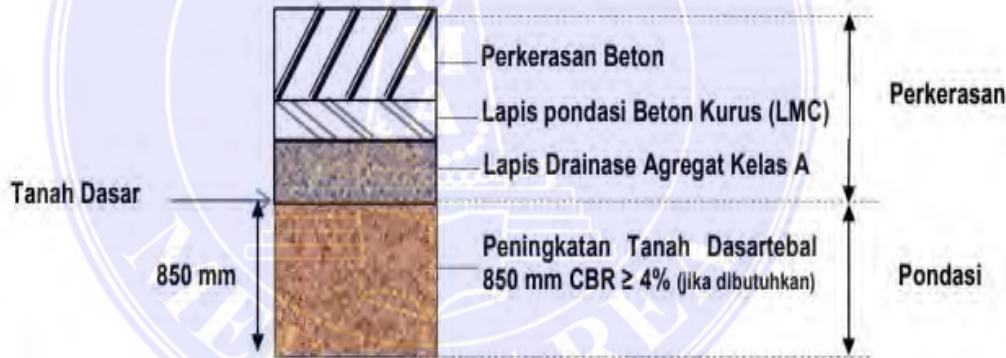 Perkerasan Beton
Perkerasan
Lapis pondasi Beton Kurus (LMC)
Lapis Drainase Agregat Kelas A
Tanah Dasar
Peningkatan Tanah Dasartebal
850 mm CBR ≥ 4% (jika dibutuhkan)
850 mm
Pondasi